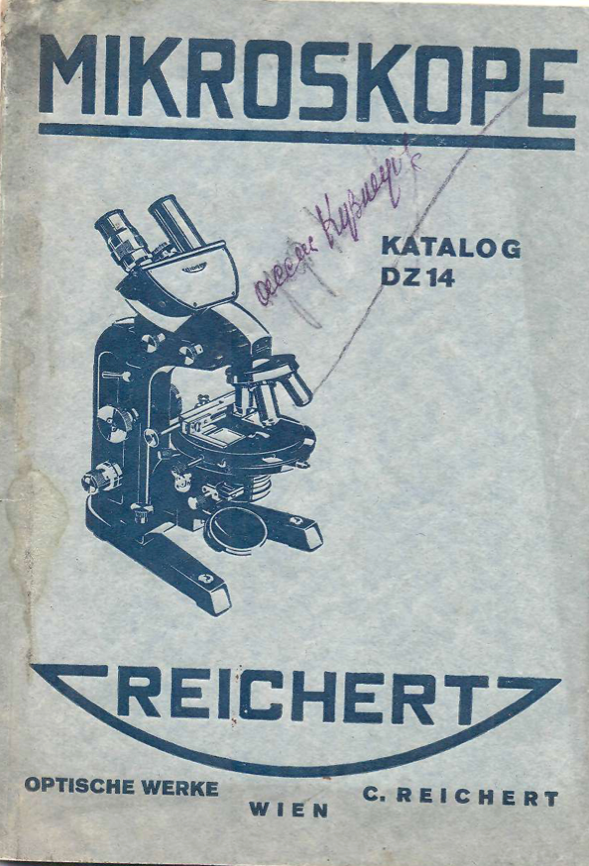 MIKROSKOPE
KATALOG
DZ14
REICHERT
OPTISCHE WERKE
WIEN
C. REICHERT